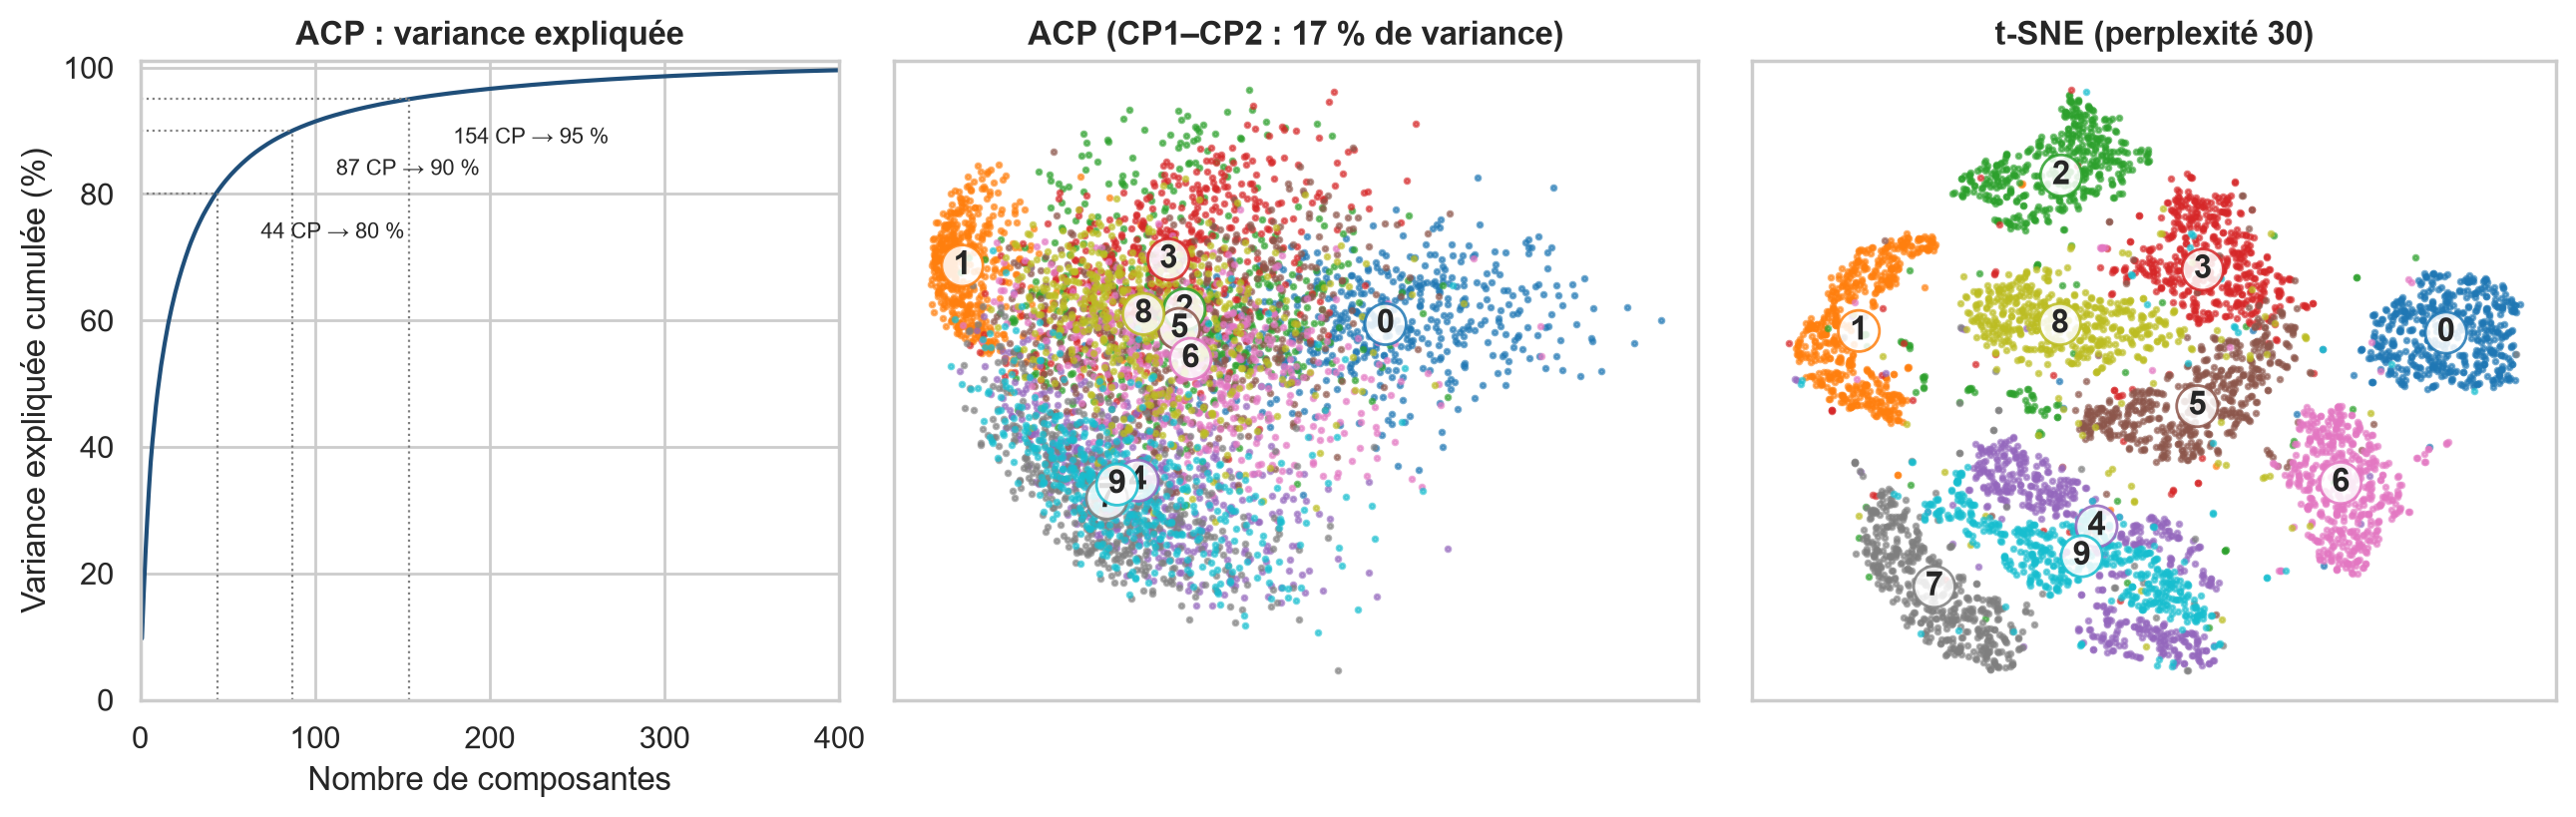 ACP : variance expliquée
Variance expliquée cumulée (%)
100
80
60
40
20
0
154 CP → 95 %
87 CP → 90 %
44 CP → 80 %
0 100 200 300 400
Nombre de composantes
ACP (CP1–CP2 : 17 % de variance)
1
3
8
2
5
6
0
9
4
t-SNE (perplexité 30)
2
3
1
8
0
5
6
4
9
7